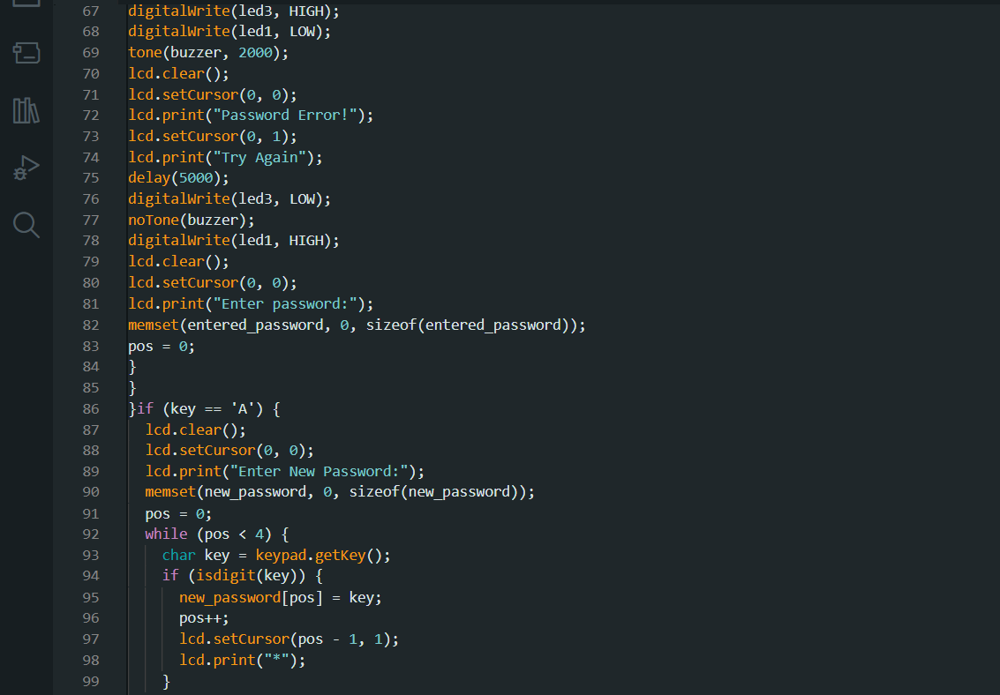 67 digitalWrite(led3, HIGH);
68 digitalWrite(led1, LOW);
69 tone(buzzer, 2000);
70 lcd.clear();
71 lcd.setCursor(0, 0);
72 lcd.print("Password Error!");
73 lcd.setCursor(0, 1);
74 lcd.print("Try Again");
75 delay(5000);
76 digitalWrite(led3, LOW);
77 noTone(buzzer);
78 digitalWrite(led1, HIGH);
79 lcd.clear();
80 lcd.setCursor(0, 0);
81 lcd.print("Enter password:");
82 memset(entered_password, 0, sizeof(entered_password));
83 pos = 0;
84 }
85 }
86 }if (key == 'A') {
87   lcd.clear();
88   lcd.setCursor(0, 0);
89   lcd.print("Enter New Password:");
90   memset(new_password, 0, sizeof(new_password));
91   pos = 0;
92   while (pos < 4) {
93     char key = keypad.getKey();
94     if (isdigit(key)) {
95       new_password[pos] = key;
96       pos++;
97       lcd.setCursor(pos - 1, 1);
98       lcd.print("*");
99     }